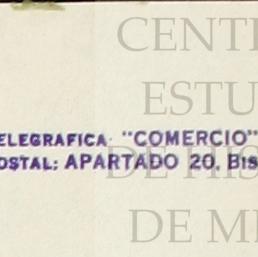 CENT
ESTU
ELEGRAFICA "COMERCIO"
OSTAL: APARTADO 20. Bis
DE HIS
DE M